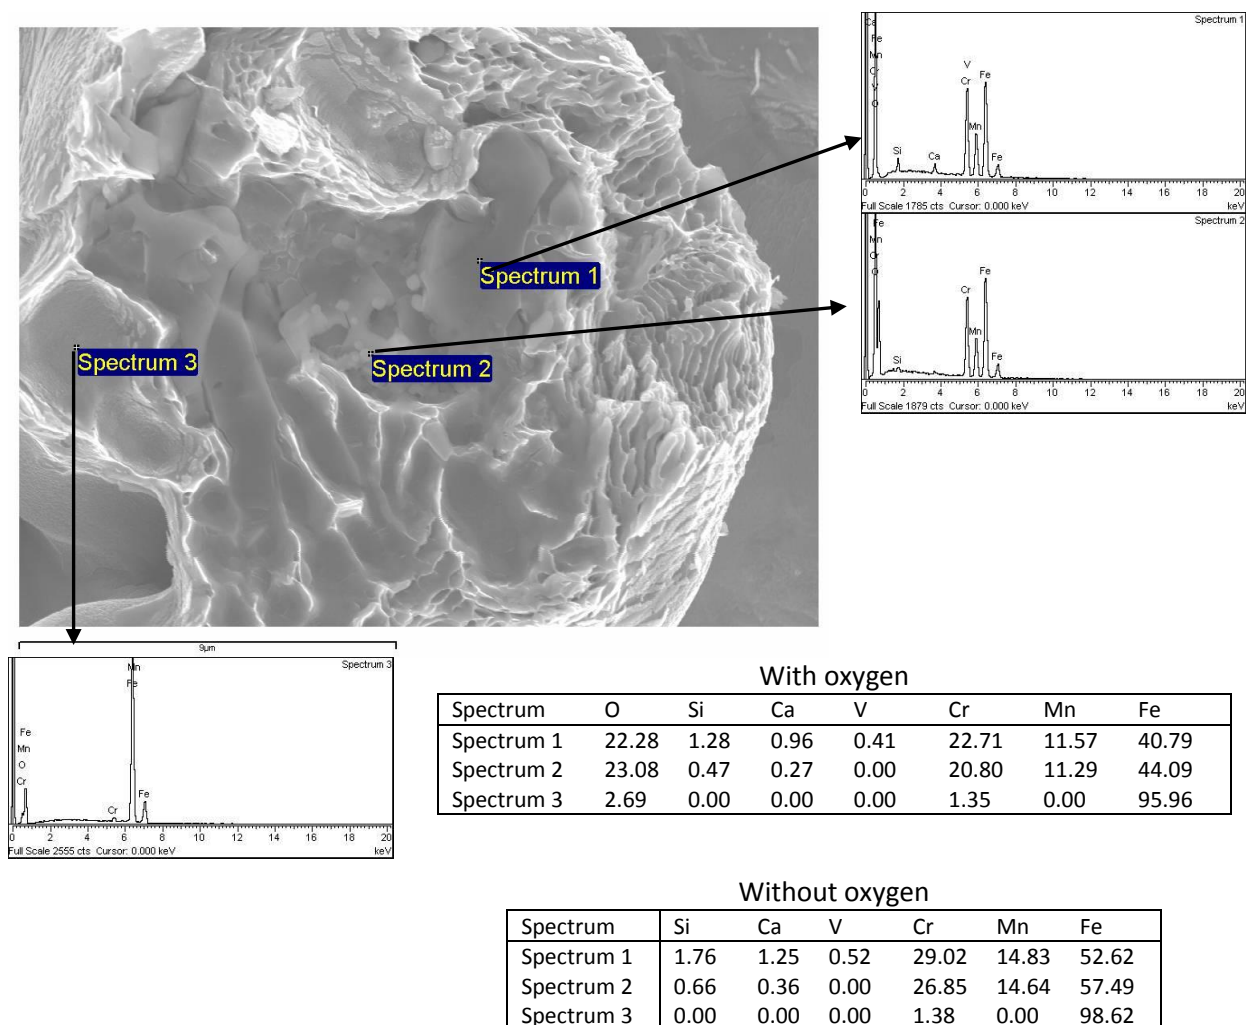 Spectrum 1
Ca
Fe
Mn
Cr
V
O
Si
Ca
V
Cr
Mn
Fe
Fe
0 2 4 6 8 10 12 14 16 18 20
Full Scale 1785 cts Cursor: 0.000 keV keV
Spectrum 2
Fe
Mn
Cr
O
Si
Cr
Mn
Fe
Fe
0 2 4 6 8 10 12 14 16 18 20
Full Scale 1879 cts Cursor: 0.000 keV keV
Spectrum 1
Spectrum 2
Spectrum 3
9µm
Spectrum 3
Fe
Mn
O
Cr
Cr
Mn
Fe
Fe
0 2 4 6 8 10 12 14 16 18 20
Full Scale 2555 cts Cursor: 0.000 keV keV
With oxygen
Spectrum O Si Ca V Cr Mn Fe
Spectrum 1 22.28 1.28 0.96 0.41 22.71 11.57 40.79
Spectrum 2 23.08 0.47 0.27 0.00 20.80 11.29 44.09
Spectrum 3 2.69 0.00 0.00 0.00 1.35 0.00 95.96
Without oxygen
Spectrum Si Ca V Cr Mn Fe
Spectrum 1 1.76 1.25 0.52 29.02 14.83 52.62
Spectrum 2 0.66 0.36 0.00 26.85 14.64 57.49
Spectrum 3 0.00 0.00 0.00 1.38 0.00 98.62